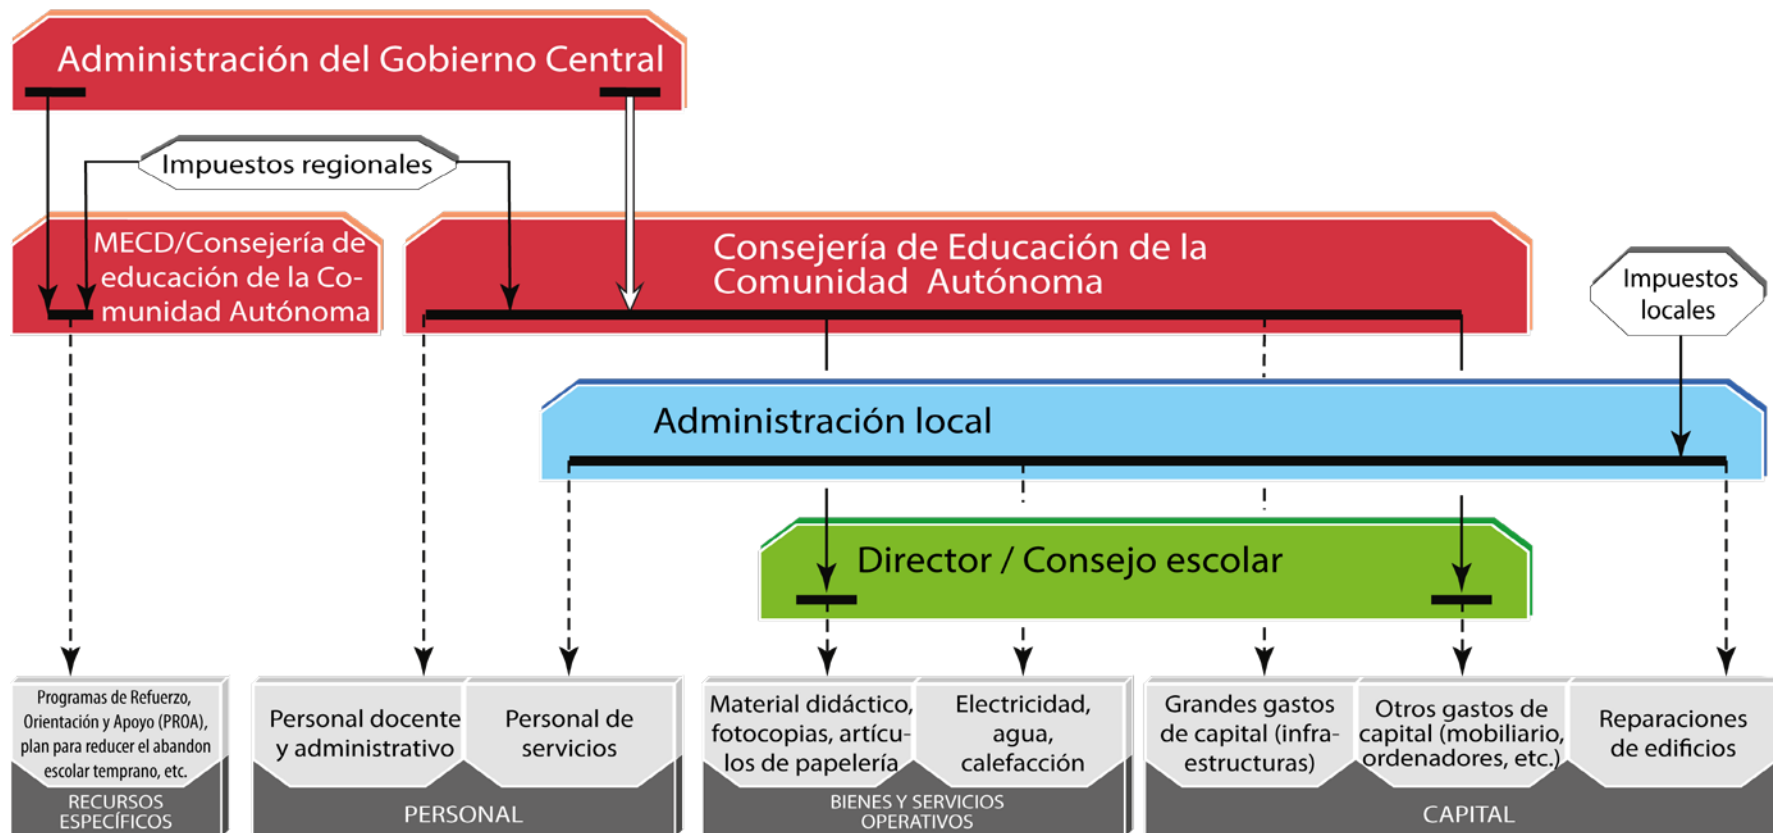 Administración del Gobierno Central
Impuestos regionales
MECD/Consejería de
educación de la Co-
munidad Autónoma
Consejería de Educación de la
Comunidad Autónoma
Impuestos
locales
Administración local
Director / Consejo escolar
Programas de Refuerzo,
Orientación y Apoyo (PROA),
plan para reducer el abandon
escolar temprano, etc.
RECURSOS
ESPECÍFICOS
Personal docente
y administrativo
Personal de
servicios
PERSONAL
Material didáctico,
fotocopias, artícu-
los de papelería
Electricidad,
agua,
calefacción
BIENES Y SERVICIOS
OPERATIVOS
Grandes gastos
de capital (infra-
estructuras)
Otros gastos de
capital (mobiliario,
ordenadores, etc.)
Reparaciones
de edificios
CAPITAL